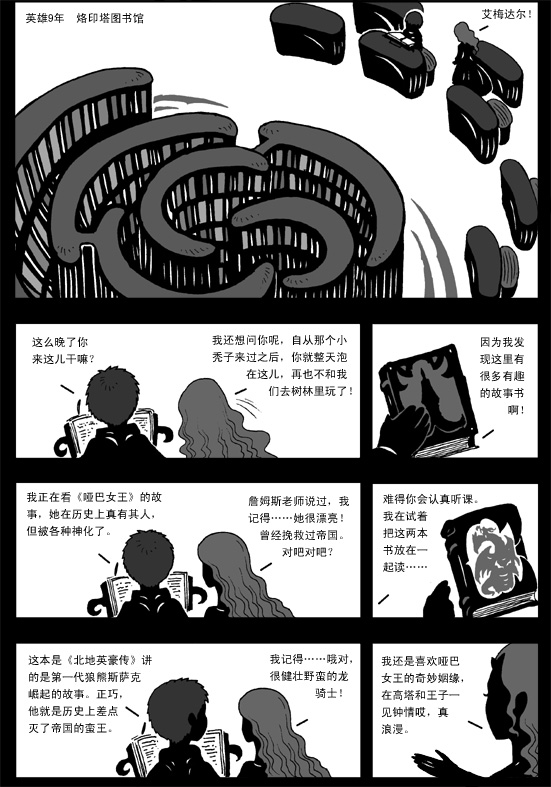 英雄9年 烙印塔图书馆
艾梅达尔！
这么晚了你
来这儿干嘛？
我还想问你呢，自从那个小
秃子来过之后，你就整天泡
在这儿，再也不和我
们去树林里玩了！
因为我发
现这里有
很多有趣
的故事书
啊！
我正在看《哑巴女王》的故
事，她在历史上真有其人，
但被各种神化了。
詹姆斯老师说过，我
记得……她很漂亮！
曾经挽救过帝国。
对吧对吧？
难得你会认真听课。
我在试着
把这两本
书放在一
起读……
这本是《北地英豪传》讲
的是第一代狼熊斯萨克
崛起的故事。正巧，
他就是历史上差点
灭了帝国的蛮王。
我记得……哦对，
很健壮野蛮的龙
骑士！
我还是喜欢哑巴
女王的奇妙姻缘，
在高塔和王子一
见钟情哎，真
浪漫。